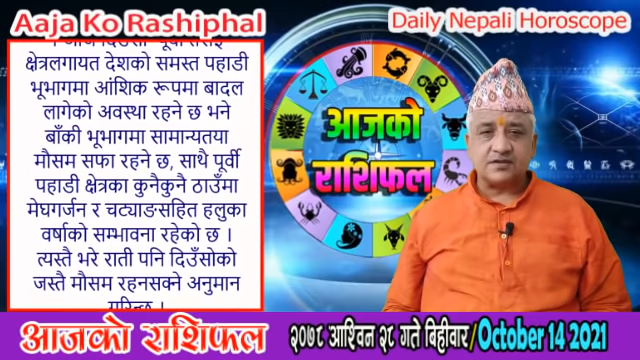 Aaja Ko Rashiphal
Daily Nepali Horoscope
क्षेत्रलगायत देशको समस्त पहाडी
भूभागमा आंशिक रूपमा बादल
लागेको अवस्था रहने छ भने
बाँकी भूभागमा सामान्यतया
मौसम सफा रहने छ, साथै पूर्वी
पहाडी क्षेत्रका कुनैकुनै ठाउँमा
मेघगर्जन र चट्याङसहित हलुका
वर्षाको सम्भावना रहेको छ ।
त्यस्तै भरे राती पनि दिउँसोको
जस्तै मौसम रहनसक्ने अनुमान
गरिन्छ ।
आजको
राशिफल
आजको राशिफल
२०७८ आश्विन २८ गते बिहीवार/October 14 2021